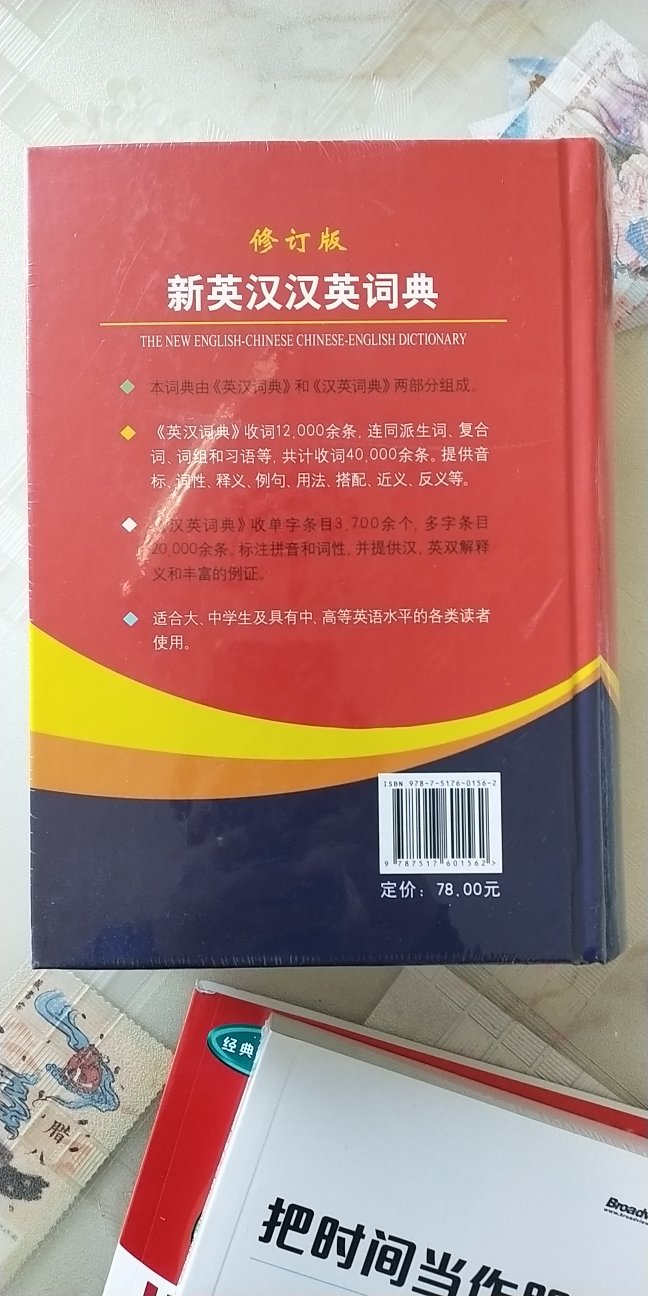 修订版
新英汉汉英词典
THE NEW ENGLISH-CHINESE CHINESE-ENGLISH DICTIONARY
本词典由《英汉词典》和《汉英词典》两部分组成。
《英汉词典》收词12,000余条, 连同派生词、复合
词、词组和习语等, 共计收词40,000余条。提供音
标、词性、释义、例句、用法、搭配、近义、反义等。
《汉英词典》收单字条目3,700余个, 多字条目
20,000余条。标注拼音和词性, 并提供汉、英双解释
义和丰富的例证。
适合大、中学生及具有中、高等英语水平的各类读者
使用。
ISBN 978-7-5176-0156-2
9 787517 601562 >
定价: 78.00元
经典
腊
八
把时间当作